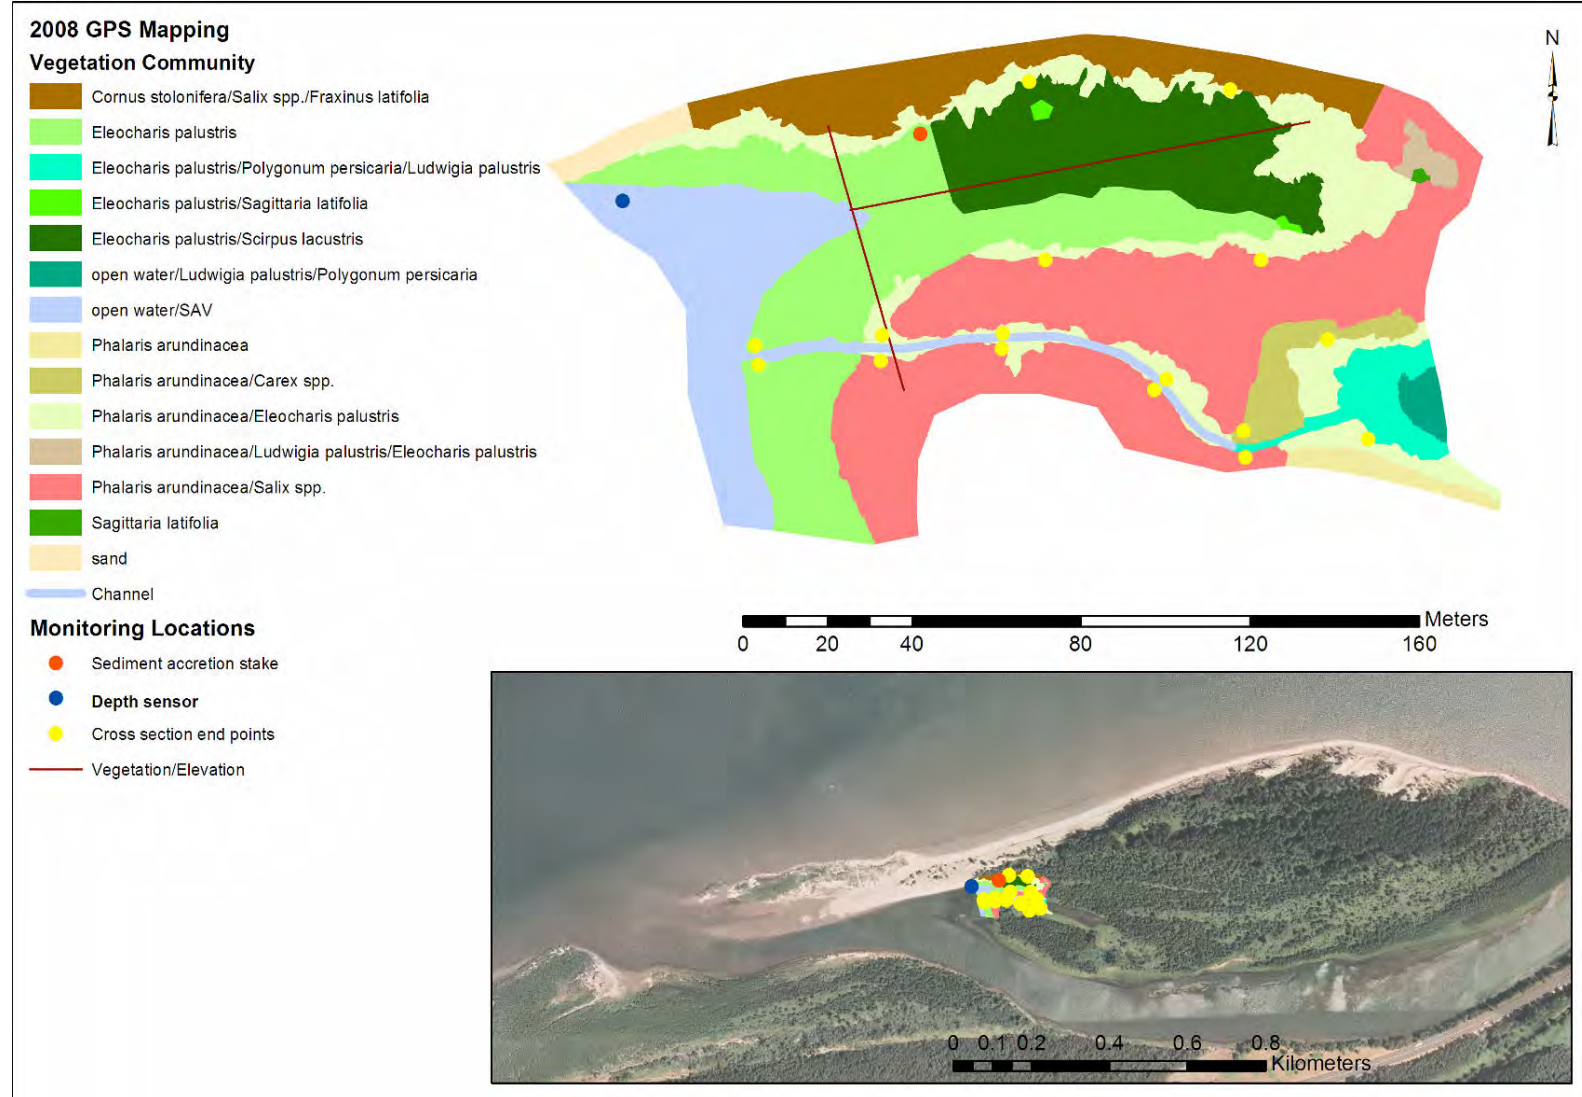 2008 GPS Mapping
Vegetation Community
Cornus stolonifera/Salix spp./Fraxinus latifolia
Eleocharis palustris
Eleocharis palustris/Polygonum persicaria/Ludwigia palustris
Eleocharis palustris/Sagittaria latifolia
Eleocharis palustris/Scirpus lacustris
open water/Ludwigia palustris/Polygonum persicaria
open water/SAV
Phalaris arundinacea
Phalaris arundinacea/Carex spp.
Phalaris arundinacea/Eleocharis palustris
Phalaris arundinacea/Ludwigia palustris/Eleocharis palustris
Phalaris arundinacea/Salix spp.
Sagittaria latifolia
sand
Channel
Monitoring Locations
Sediment accretion stake
Depth sensor
Cross section end points
Vegetation/Elevation
N
Meters
0 20 40 80 120 160
0 0.1 0.2 0.4 0.6 0.8
Kilometers